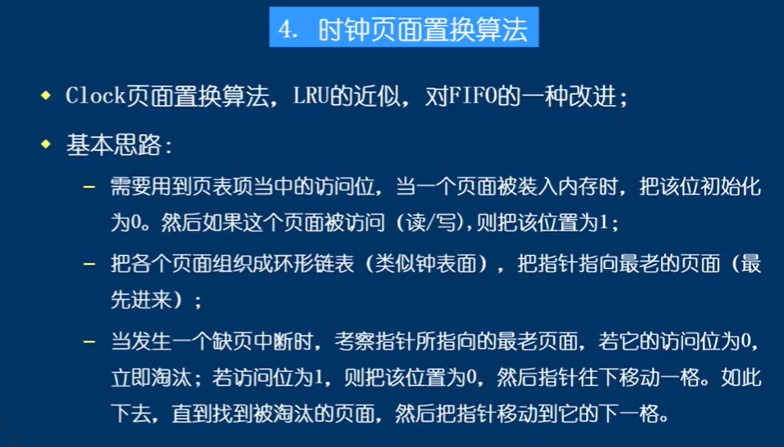 4. 时钟页面置换算法
◆ Clock页面置换算法，LRU的近似，对FIFO的一种改进；
◆ 基本思路：
– 需要用到页表项当中的访问位，当一个页面被装入内存时，把该位初始化
为0。然后如果这个页面被访问（读/写),则把该位置为1；
– 把各个页面组织成环形链表（类似钟表面），把指针指向最老的页面（最
先进来）；
– 当发生一个缺页中断时，考察指针所指向的最老页面，若它的访问位为0，
立即淘汰；若访问位为1，则把该位置为0，然后指针往下移动一格。如此
下去，直到找到被淘汰的页面，然后把指针移动到它的下一格。